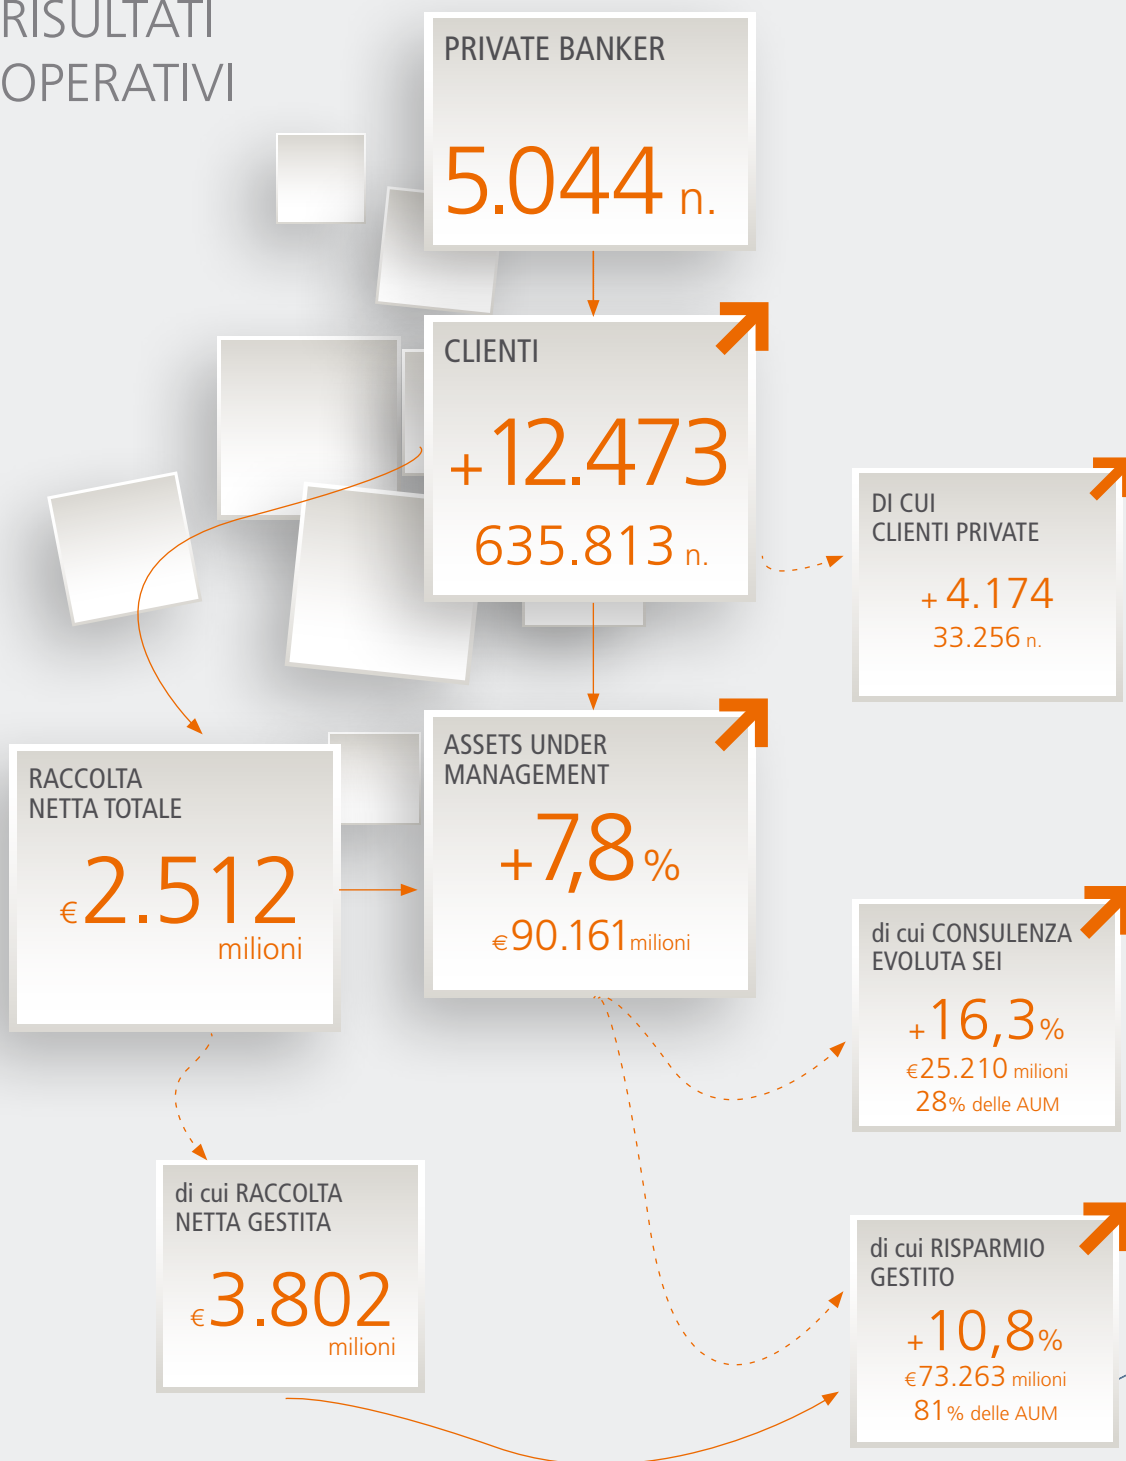 RISULTATI
OPERATIVI
PRIVATE BANKER
5.044 n.
CLIENTI
+12.473
635.813 n.
DI CUI
CLIENTI PRIVATE
+ 4.174
33.256 n.
RACCOLTA
NETTA TOTALE
€2.512
milioni
ASSETS UNDER
MANAGEMENT
+7,8%
€90.161 milioni
di cui CONSULENZA
EVOLUTA SEI
+16,3%
€25.210 milioni
28% delle AUM
di cui RACCOLTA
NETTA GESTITA
€3.802
milioni
di cui RISPARMIO
GESTITO
+10,8%
€73.263 milioni
81% delle AUM